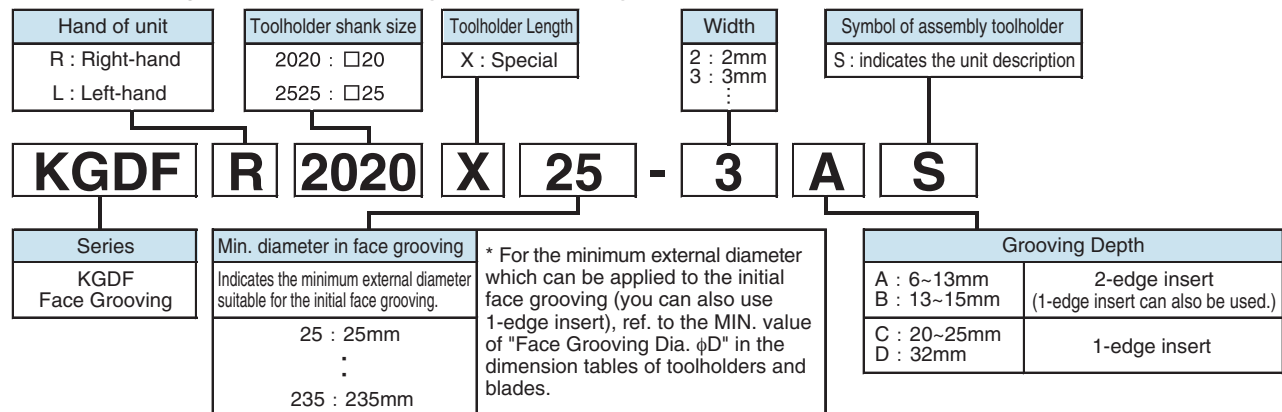 Hand of unit
R : Right-hand
L : Left-hand
Toolholder shank size
2020 : □20
2525 : □25
Toolholder Length
X : Special
Width
2 : 2mm
3 : 3mm
⋮
Symbol of assembly toolholder
S : indicates the unit description
KGDF R 2020 X 25 - 3 A S
Series
KGDF
Face Grooving
Min. diameter in face grooving
Indicates the minimum external diameter
suitable for the initial face grooving.
25 : 25mm
:
235 : 235mm
* For the minimum external diameter
which can be applied to the initial
face grooving (you can also use
1-edge insert), ref. to the MIN. value
of "Face Grooving Dia. ϕD" in the
dimension tables of toolholders and
blades.
Grooving Depth
A : 6~13mm
B : 13~15mm
2-edge insert
(1-edge insert can also be used.)
C : 20~25mm
D : 32mm
1-edge insert